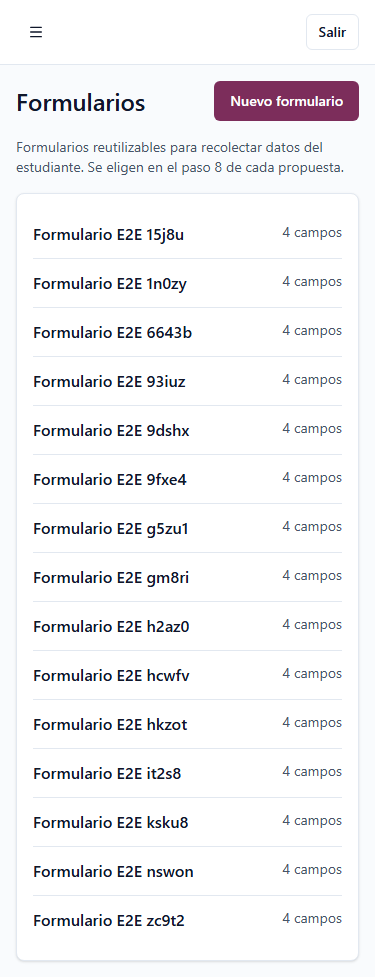 ☰
Salir
Formularios
Nuevo formulario
Formularios reutilizables para recolectar datos del
estudiante. Se eligen en el paso 8 de cada propuesta.
Formulario E2E 15j8u 4 campos
Formulario E2E 1n0zy 4 campos
Formulario E2E 6643b 4 campos
Formulario E2E 93iuz 4 campos
Formulario E2E 9dshx 4 campos
Formulario E2E 9fxe4 4 campos
Formulario E2E g5zu1 4 campos
Formulario E2E gm8ri 4 campos
Formulario E2E h2az0 4 campos
Formulario E2E hcwfv 4 campos
Formulario E2E hkzot 4 campos
Formulario E2E it2s8 4 campos
Formulario E2E ksku8 4 campos
Formulario E2E nswon 4 campos
Formulario E2E zc9t2 4 campos